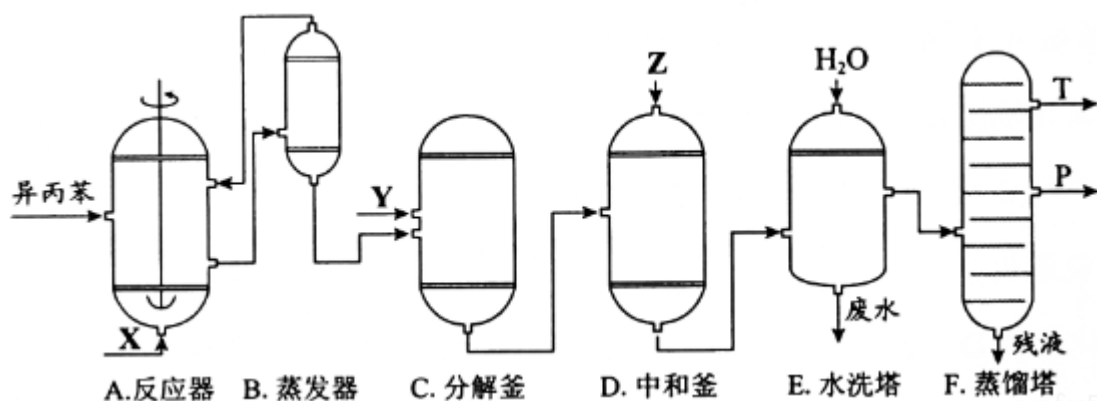 异丙苯
X
Y
Z
H₂O
废水
T
P
残液
A.反应器
B. 蒸发器
C. 分解釜
D. 中和釜
E. 水洗塔
F. 蒸馏塔